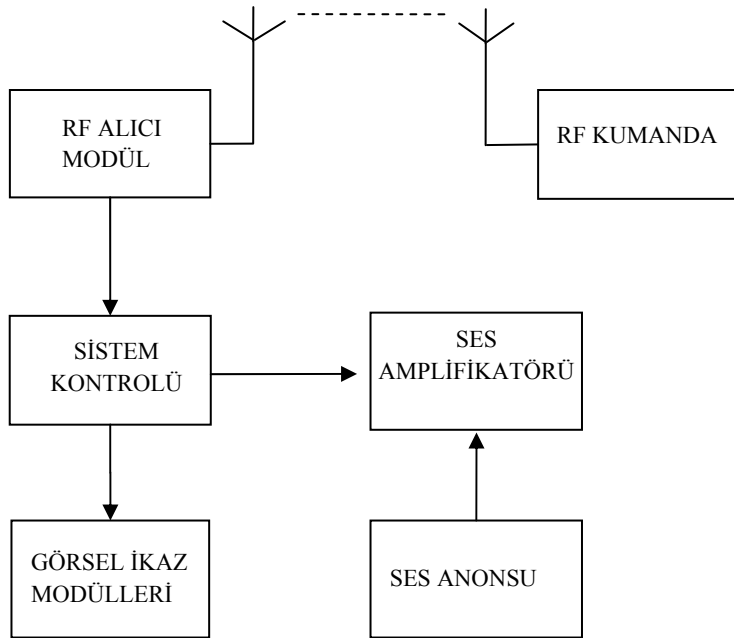 RF ALICI
MODÜL
RF KUMANDA
SİSTEM
KONTROLÜ
SES
AMPLİFİKATÖRÜ
GÖRSEL İKAZ
MODÜLLERİ
SES ANONSU